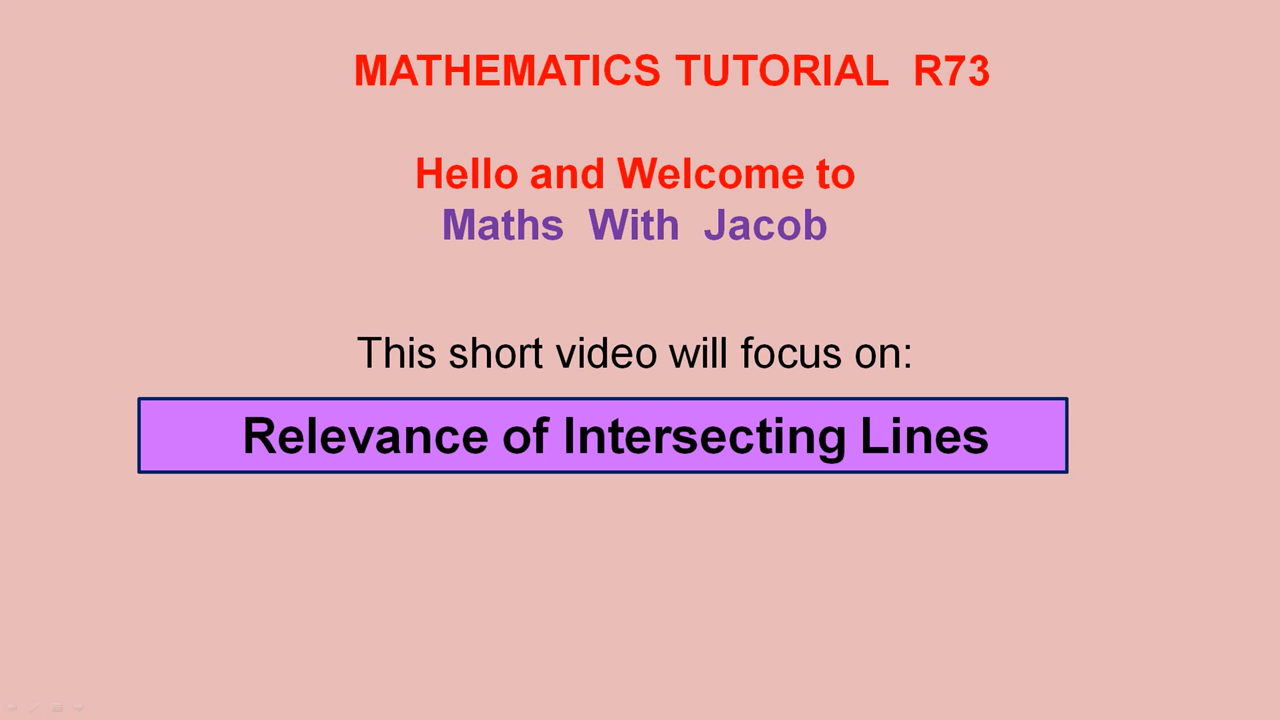 MATHEMATICS TUTORIAL R73
Hello and Welcome to
Maths With Jacob
This short video will focus on:
Relevance of Intersecting Lines